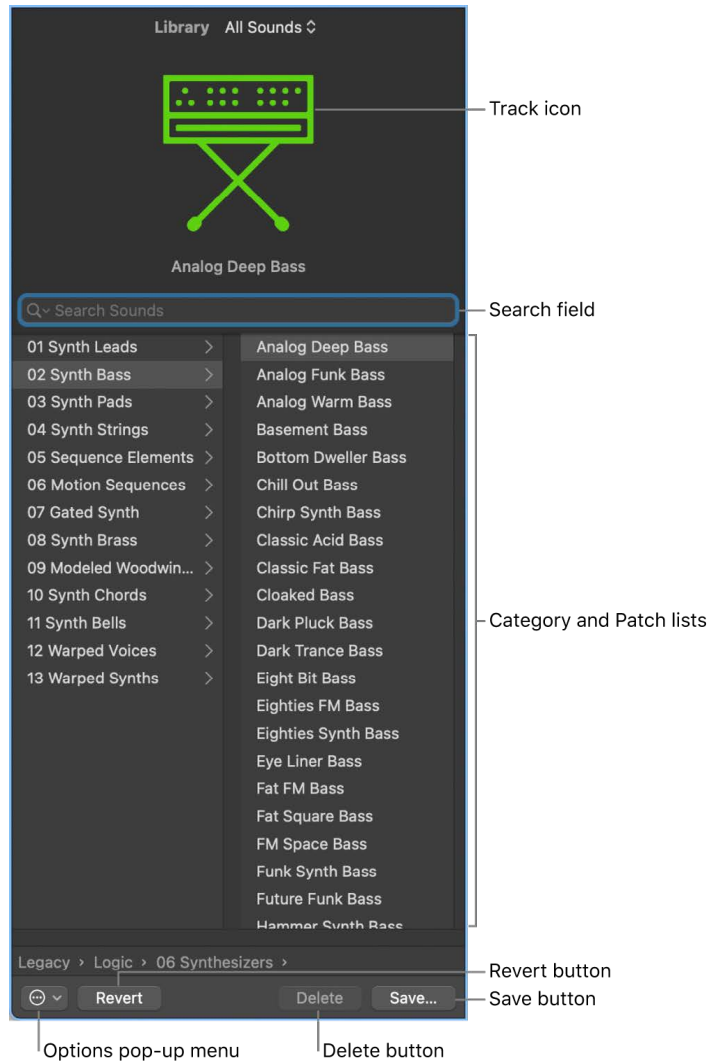 Library All Sounds
Track icon
Analog Deep Bass
Search Sounds
Search field
01 Synth Leads
02 Synth Bass
03 Synth Pads
04 Synth Strings
05 Sequence Elements
06 Motion Sequences
07 Gated Synth
08 Synth Brass
09 Modeled Woodwin...
10 Synth Chords
11 Synth Bells
12 Warped Voices
13 Warped Synths
Analog Deep Bass
Analog Funk Bass
Analog Warm Bass
Basement Bass
Bottom Dweller Bass
Chill Out Bass
Chirp Synth Bass
Classic Acid Bass
Classic Fat Bass
Cloaked Bass
Dark Pluck Bass
Dark Trance Bass
Eight Bit Bass
Eighties FM Bass
Eighties Synth Bass
Eye Liner Bass
Fat FM Bass
Fat Square Bass
FM Space Bass
Funk Synth Bass
Future Funk Bass
Hammer Synth Bass
Category and Patch lists
Legacy › Logic › 06 Synthesizers ›
Revert button
Revert Delete Save...
Save button
Options pop-up menu
Delete button